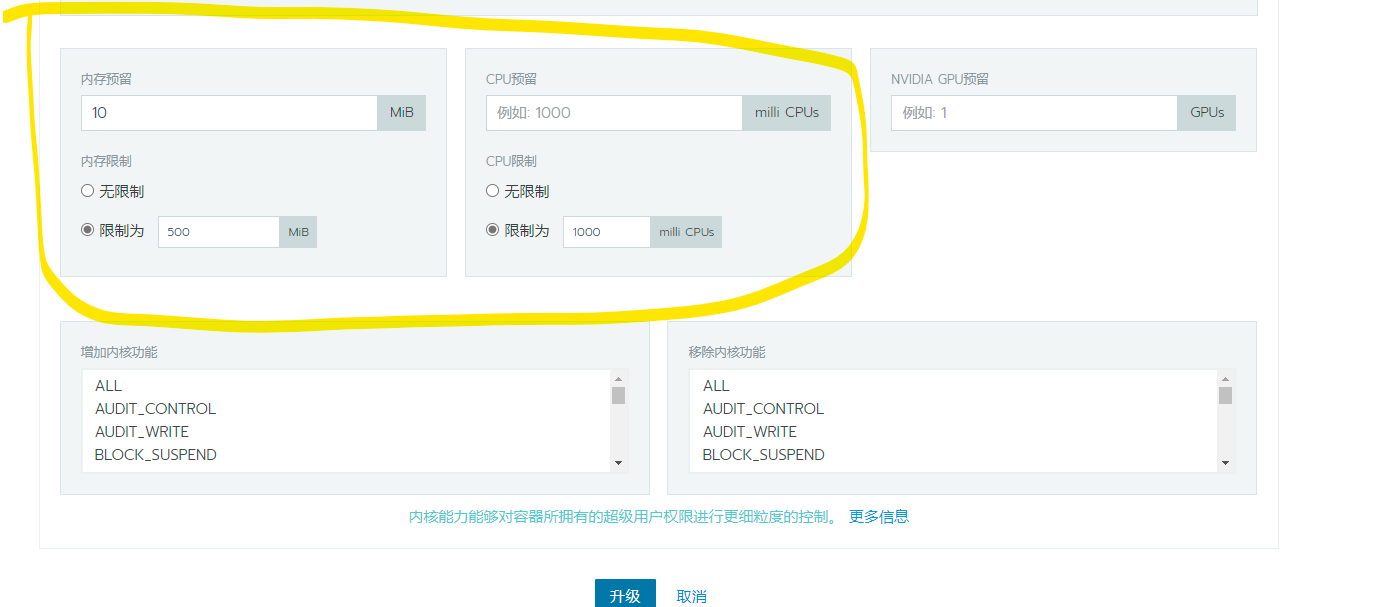 内存预留
10 MiB
内存限制
无限制
限制为 500 MiB
CPU预留
例如: 1000 milli CPUs
CPU限制
无限制
限制为 1000 milli CPUs
NVIDIA GPU预留
例如: 1 GPUs
增加内核功能
ALL
AUDIT_CONTROL
AUDIT_WRITE
BLOCK_SUSPEND
移除内核功能
ALL
AUDIT_CONTROL
AUDIT_WRITE
BLOCK_SUSPEND
内核能力能够对容器所拥有的超级用户权限进行更细粒度的控制。 更多信息
升级 取消